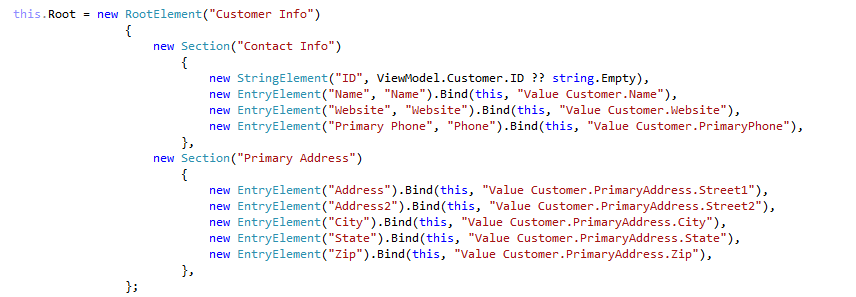 this.Root = new RootElement("Customer Info")
{
new Section("Contact Info")
{
new StringElement("ID", ViewModel.Customer.ID ?? string.Empty),
new EntryElement("Name", "Name").Bind(this, "Value Customer.Name"),
new EntryElement("Website", "Website").Bind(this, "Value Customer.Website"),
new EntryElement("Primary Phone", "Phone").Bind(this, "Value Customer.PrimaryPhone"),
},
new Section("Primary Address")
{
new EntryElement("Address").Bind(this, "Value Customer.PrimaryAddress.Street1"),
new EntryElement("Address2").Bind(this, "Value Customer.PrimaryAddress.Street2"),
new EntryElement("City").Bind(this, "Value Customer.PrimaryAddress.City"),
new EntryElement("State").Bind(this, "Value Customer.PrimaryAddress.State"),
new EntryElement("Zip").Bind(this, "Value Customer.PrimaryAddress.Zip"),
},
};